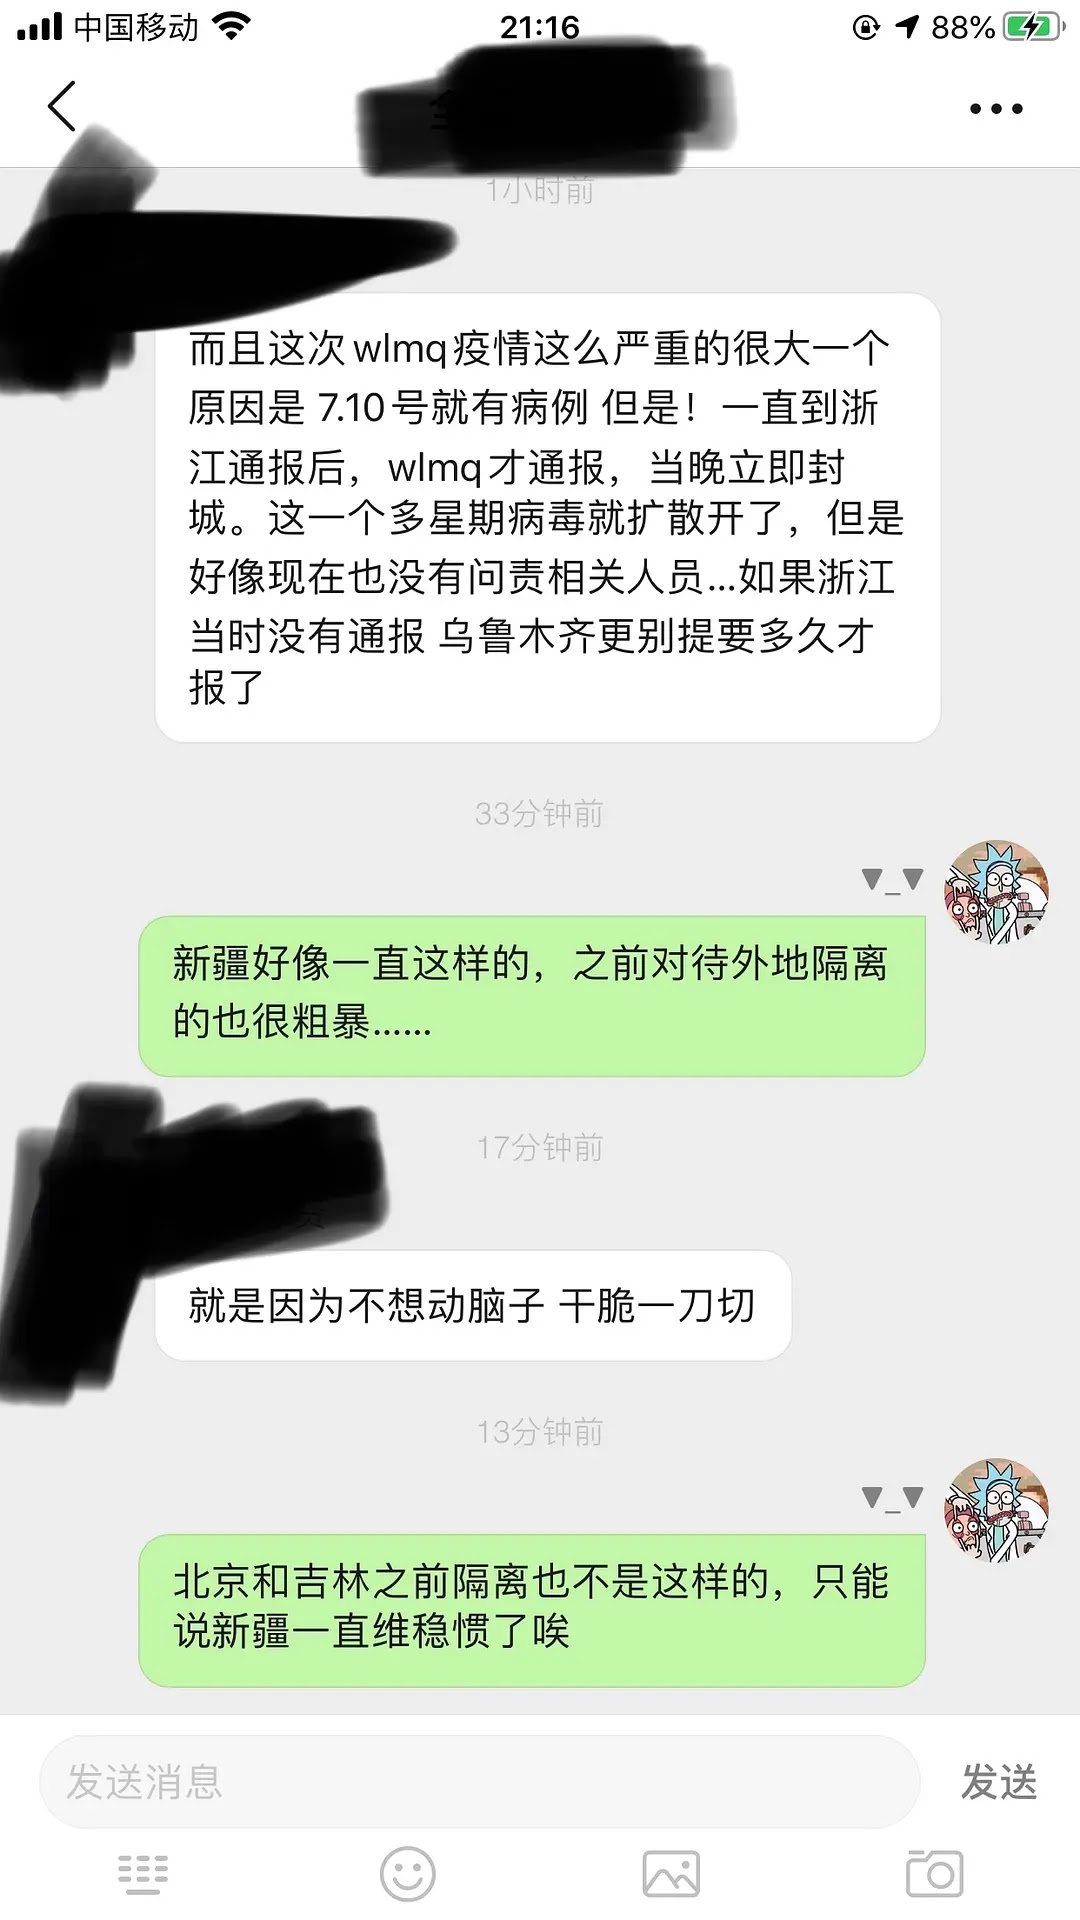 中国移动
21:16
88%
1小时前
而且这次wlmq疫情这么严重的很大一个
原因是 7.10号就有病例 但是！一直到浙
江通报后，wlmq才通报，当晚立即封
城。这一个多星期病毒就扩散开了，但是
好像现在也没有问责相关人员...如果浙江
当时没有通报 乌鲁木齐更别提要多久才
报了
33分钟前
▼_▼
新疆好像一直这样的，之前对待外地隔离
的也很粗暴......
17分钟前
就是因为不想动脑子 干脆一刀切
13分钟前
▼_▼
北京和吉林之前隔离也不是这样的，只能
说新疆一直维稳惯了唉
发送消息
发送